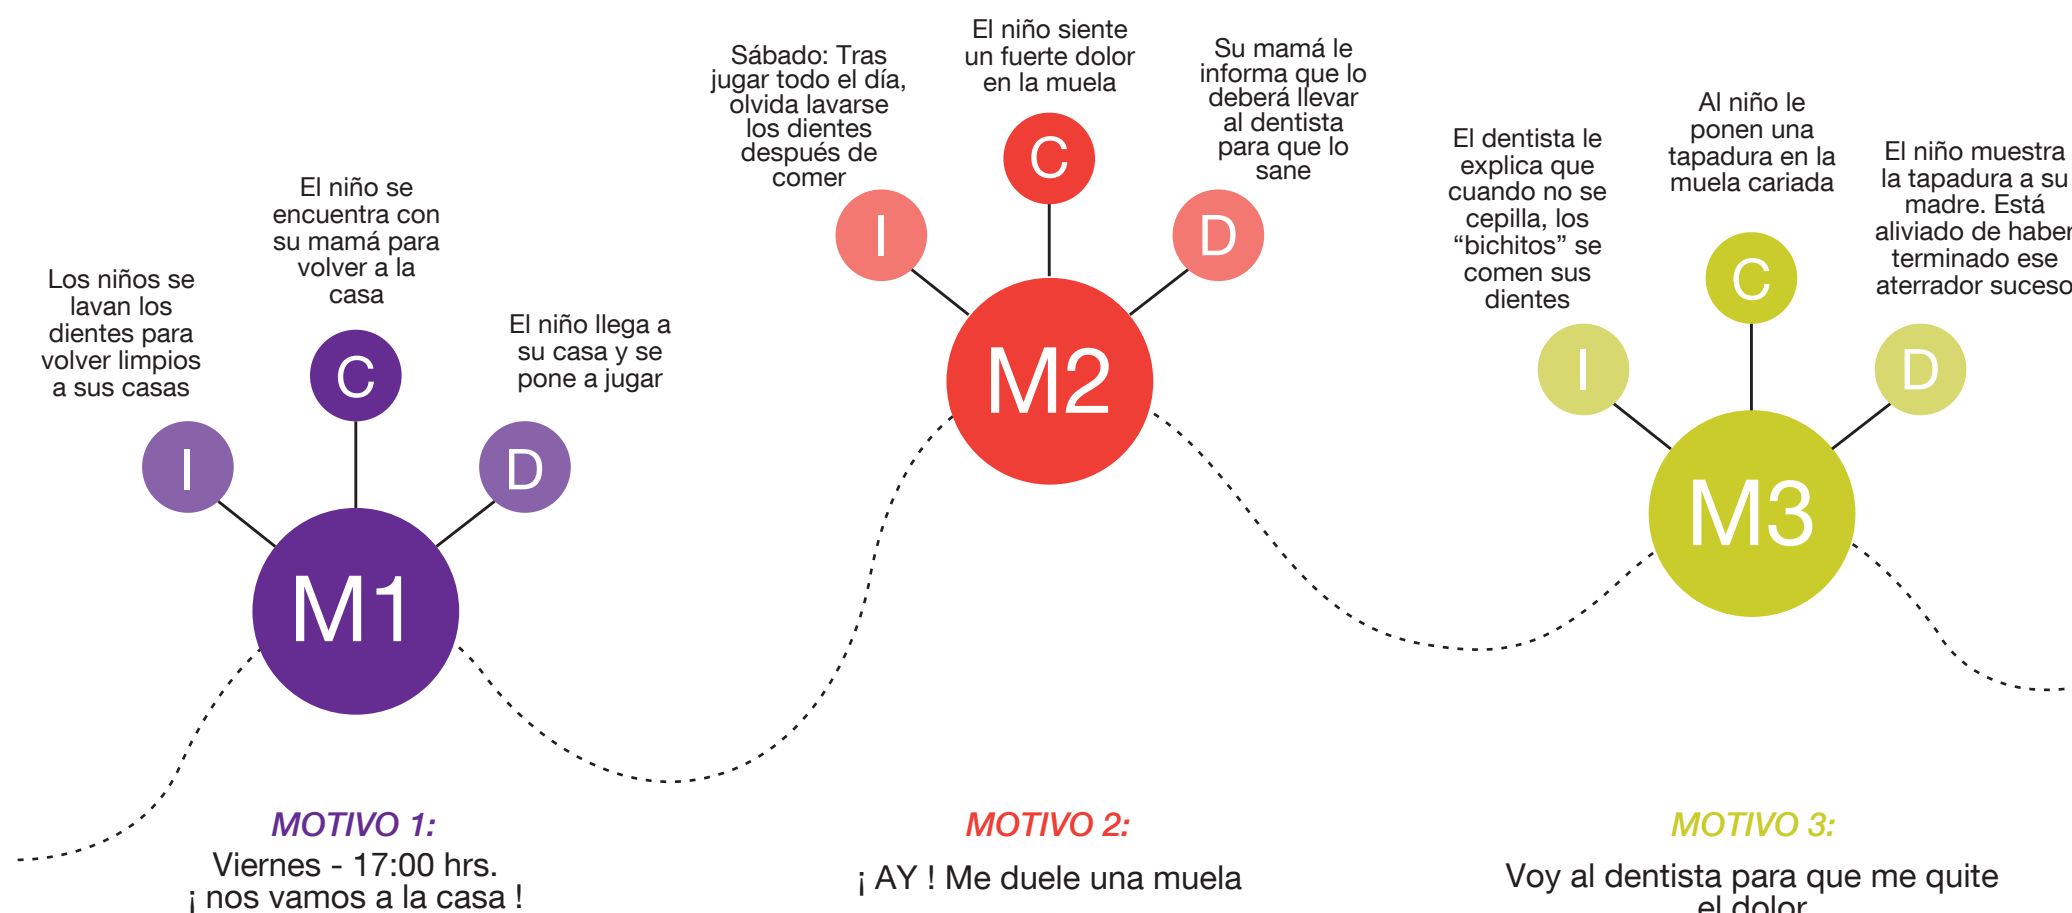 Los niños se
lavan los
dientes para
volver limpios
a sus casas
I
El niño se
encuentra con
su mamá para
volver a la
casa
C
El niño llega a
su casa y se
pone a jugar
D
M1
MOTIVO 1:
Viernes - 17:00 hrs.
¡ nos vamos a la casa !
Sábado: Tras
jugar todo el día,
olvida lavarse
los dientes
después de
comer
I
El niño siente
un fuerte dolor
en la muela
C
Su mamá le
informa que lo
deberá llevar
al dentista
para que lo
sane
D
M2
MOTIVO 2:
¡ AY ! Me duele una muela
El dentista le
explica que
cuando no se
cepilla, los
“bichitos” se
comen sus
dientes
I
Al niño le
ponen una
tapadura en la
muela cariada
C
El niño muestra
la tapadura a su
madre. Está
aliviado de haber
terminado ese
aterrador suceso
D
M3
MOTIVO 3:
Voy al dentista para que me quite
el dolor